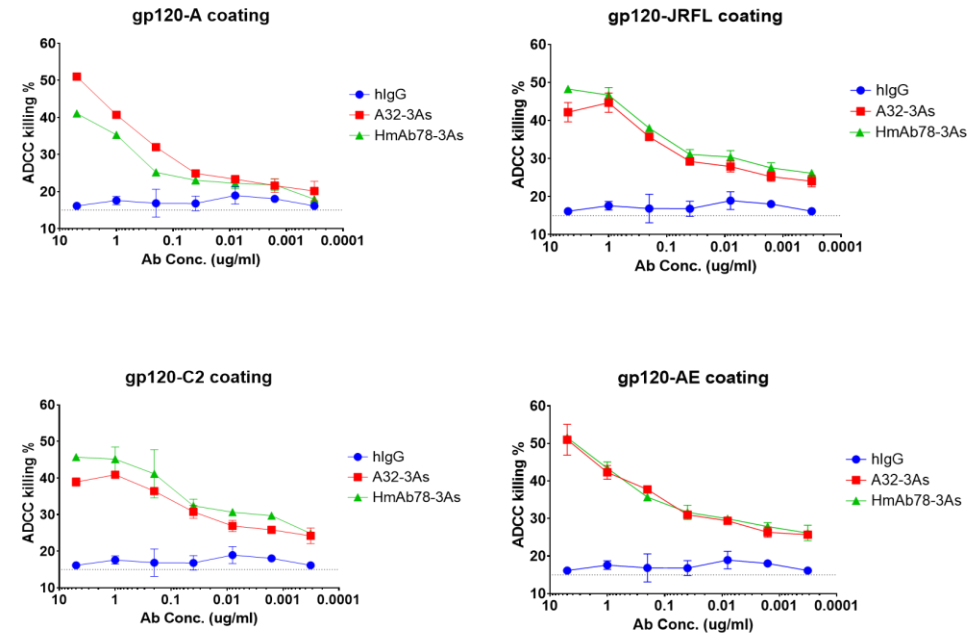 gp120-A coating
60
50
40
30
20
10
ADCC killing %
10 1 0.1 0.01 0.001 0.0001
Ab Conc. (ug/ml)
hIgG
A32-3As
HmAb78-3As
gp120-JRFL coating
60
50
40
30
20
10
ADCC killing %
10 1 0.1 0.01 0.001 0.0001
Ab Conc. (ug/ml)
hIgG
A32-3As
HmAb78-3As
gp120-C2 coating
60
50
40
30
20
10
ADCC killing %
10 1 0.1 0.01 0.001 0.0001
Ab Conc. (ug/ml)
hIgG
A32-3As
HmAb78-3As
gp120-AE coating
60
50
40
30
20
10
ADCC killing %
10 1 0.1 0.01 0.001 0.0001
Ab Conc. (ug/ml)
hIgG
A32-3As
HmAb78-3As